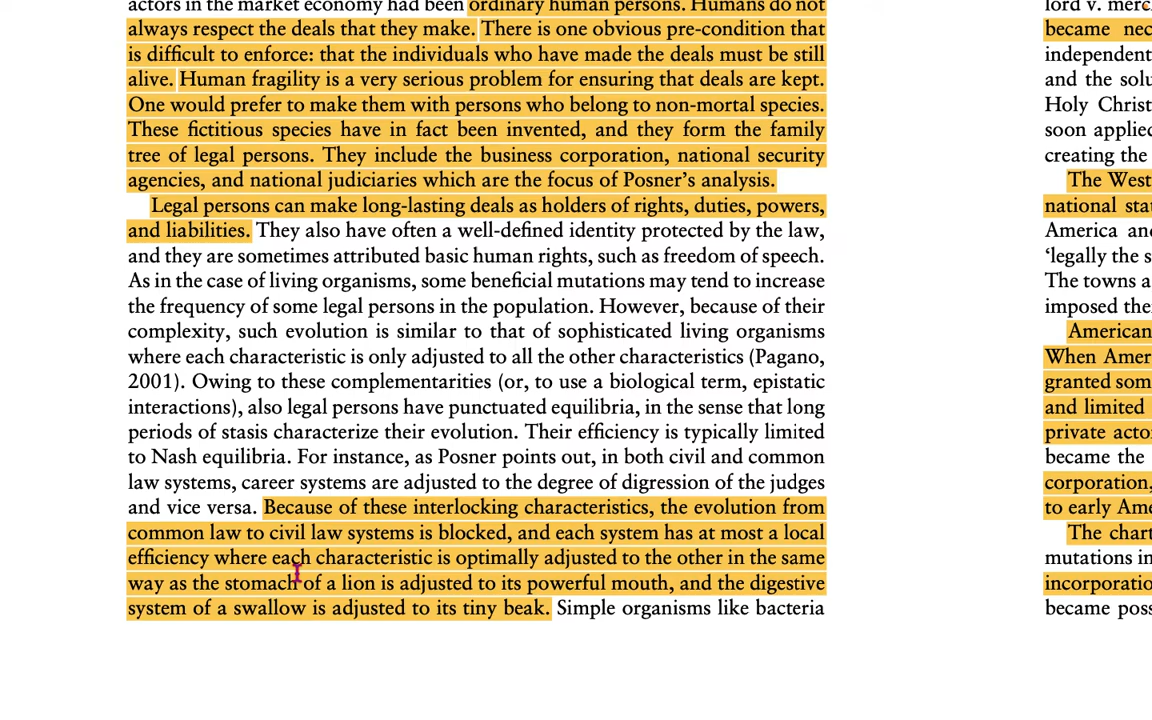 actors in the market economy had been ordinary human persons. Humans do not
always respect the deals that they make. There is one obvious pre-condition that
is difficult to enforce: that the individuals who have made the deals must be still
alive. Human fragility is a very serious problem for ensuring that deals are kept.
One would prefer to make them with persons who belong to non-mortal species.
These fictitious species have in fact been invented, and they form the family
tree of legal persons. They include the business corporation, national security
agencies, and national judiciaries which are the focus of Posner's analysis.
Legal persons can make long-lasting deals as holders of rights, duties, powers,
and liabilities. They also have often a well-defined identity protected by the law,
and they are sometimes attributed basic human rights, such as freedom of speech.
As in the case of living organisms, some beneficial mutations may tend to increase
the frequency of some legal persons in the population. However, because of their
complexity, such evolution is similar to that of sophisticated living organisms
where each characteristic is only adjusted to all the other characteristics (Pagano,
2001). Owing to these complementarities (or, to use a biological term, epistatic
interactions), also legal persons have punctuated equilibria, in the sense that long
periods of stasis characterize their evolution. Their efficiency is typically limited
to Nash equilibria. For instance, as Posner points out, in both civil and common
law systems, career systems are adjusted to the degree of digression of the judges
and vice versa. Because of these interlocking characteristics, the evolution from
common law to civil law systems is blocked, and each system has at most a local
efficiency where each characteristic is optimally adjusted to the other in the same
way as the stomach of a lion is adjusted to its powerful mouth, and the digestive
system of a swallow is adjusted to its tiny beak. Simple organisms like bacteria
lord v.
became
independent
and the
Holy
soon
creating the
The West
national
America
'legally the
The towns
imposed
American
When
granted
and limited
private
became the
corporation,
to early
The
mutations
became